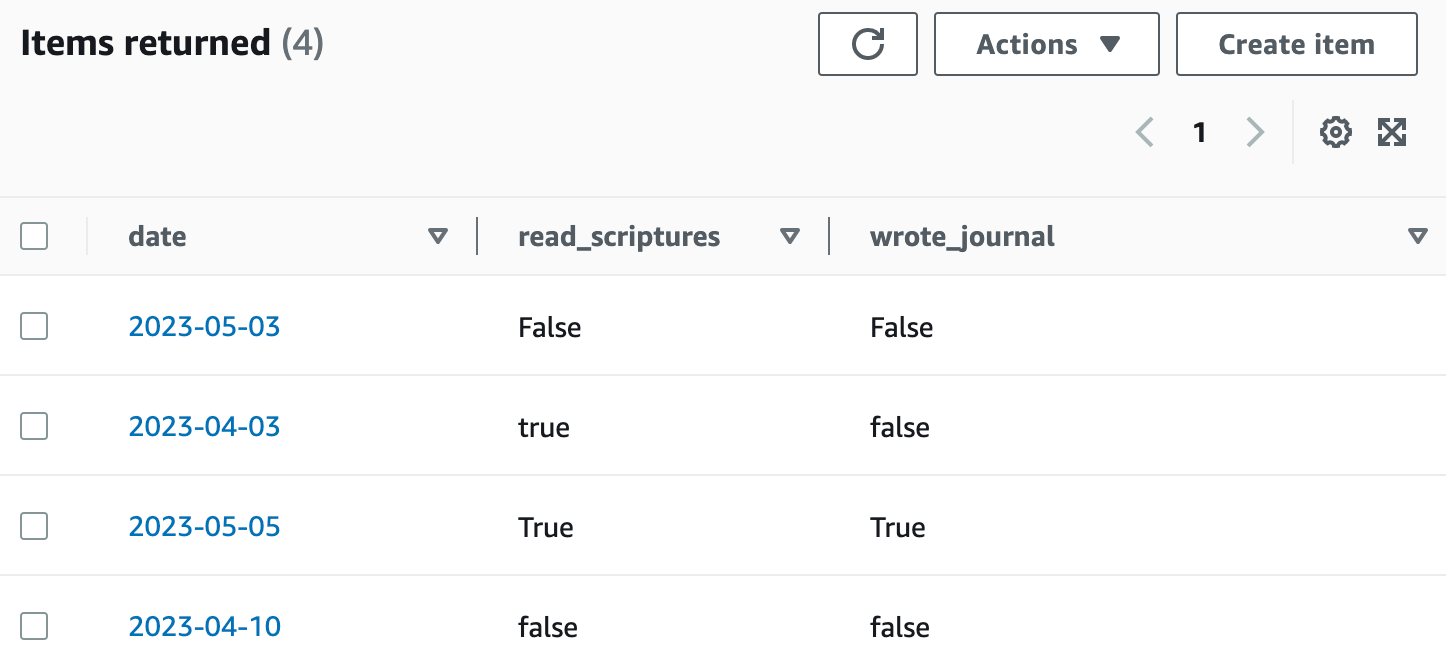 Items returned (4)
Actions
Create item
1
date read_scriptures wrote_journal
2023-05-03 False False
2023-04-03 true false
2023-05-05 True True
2023-04-10 false false